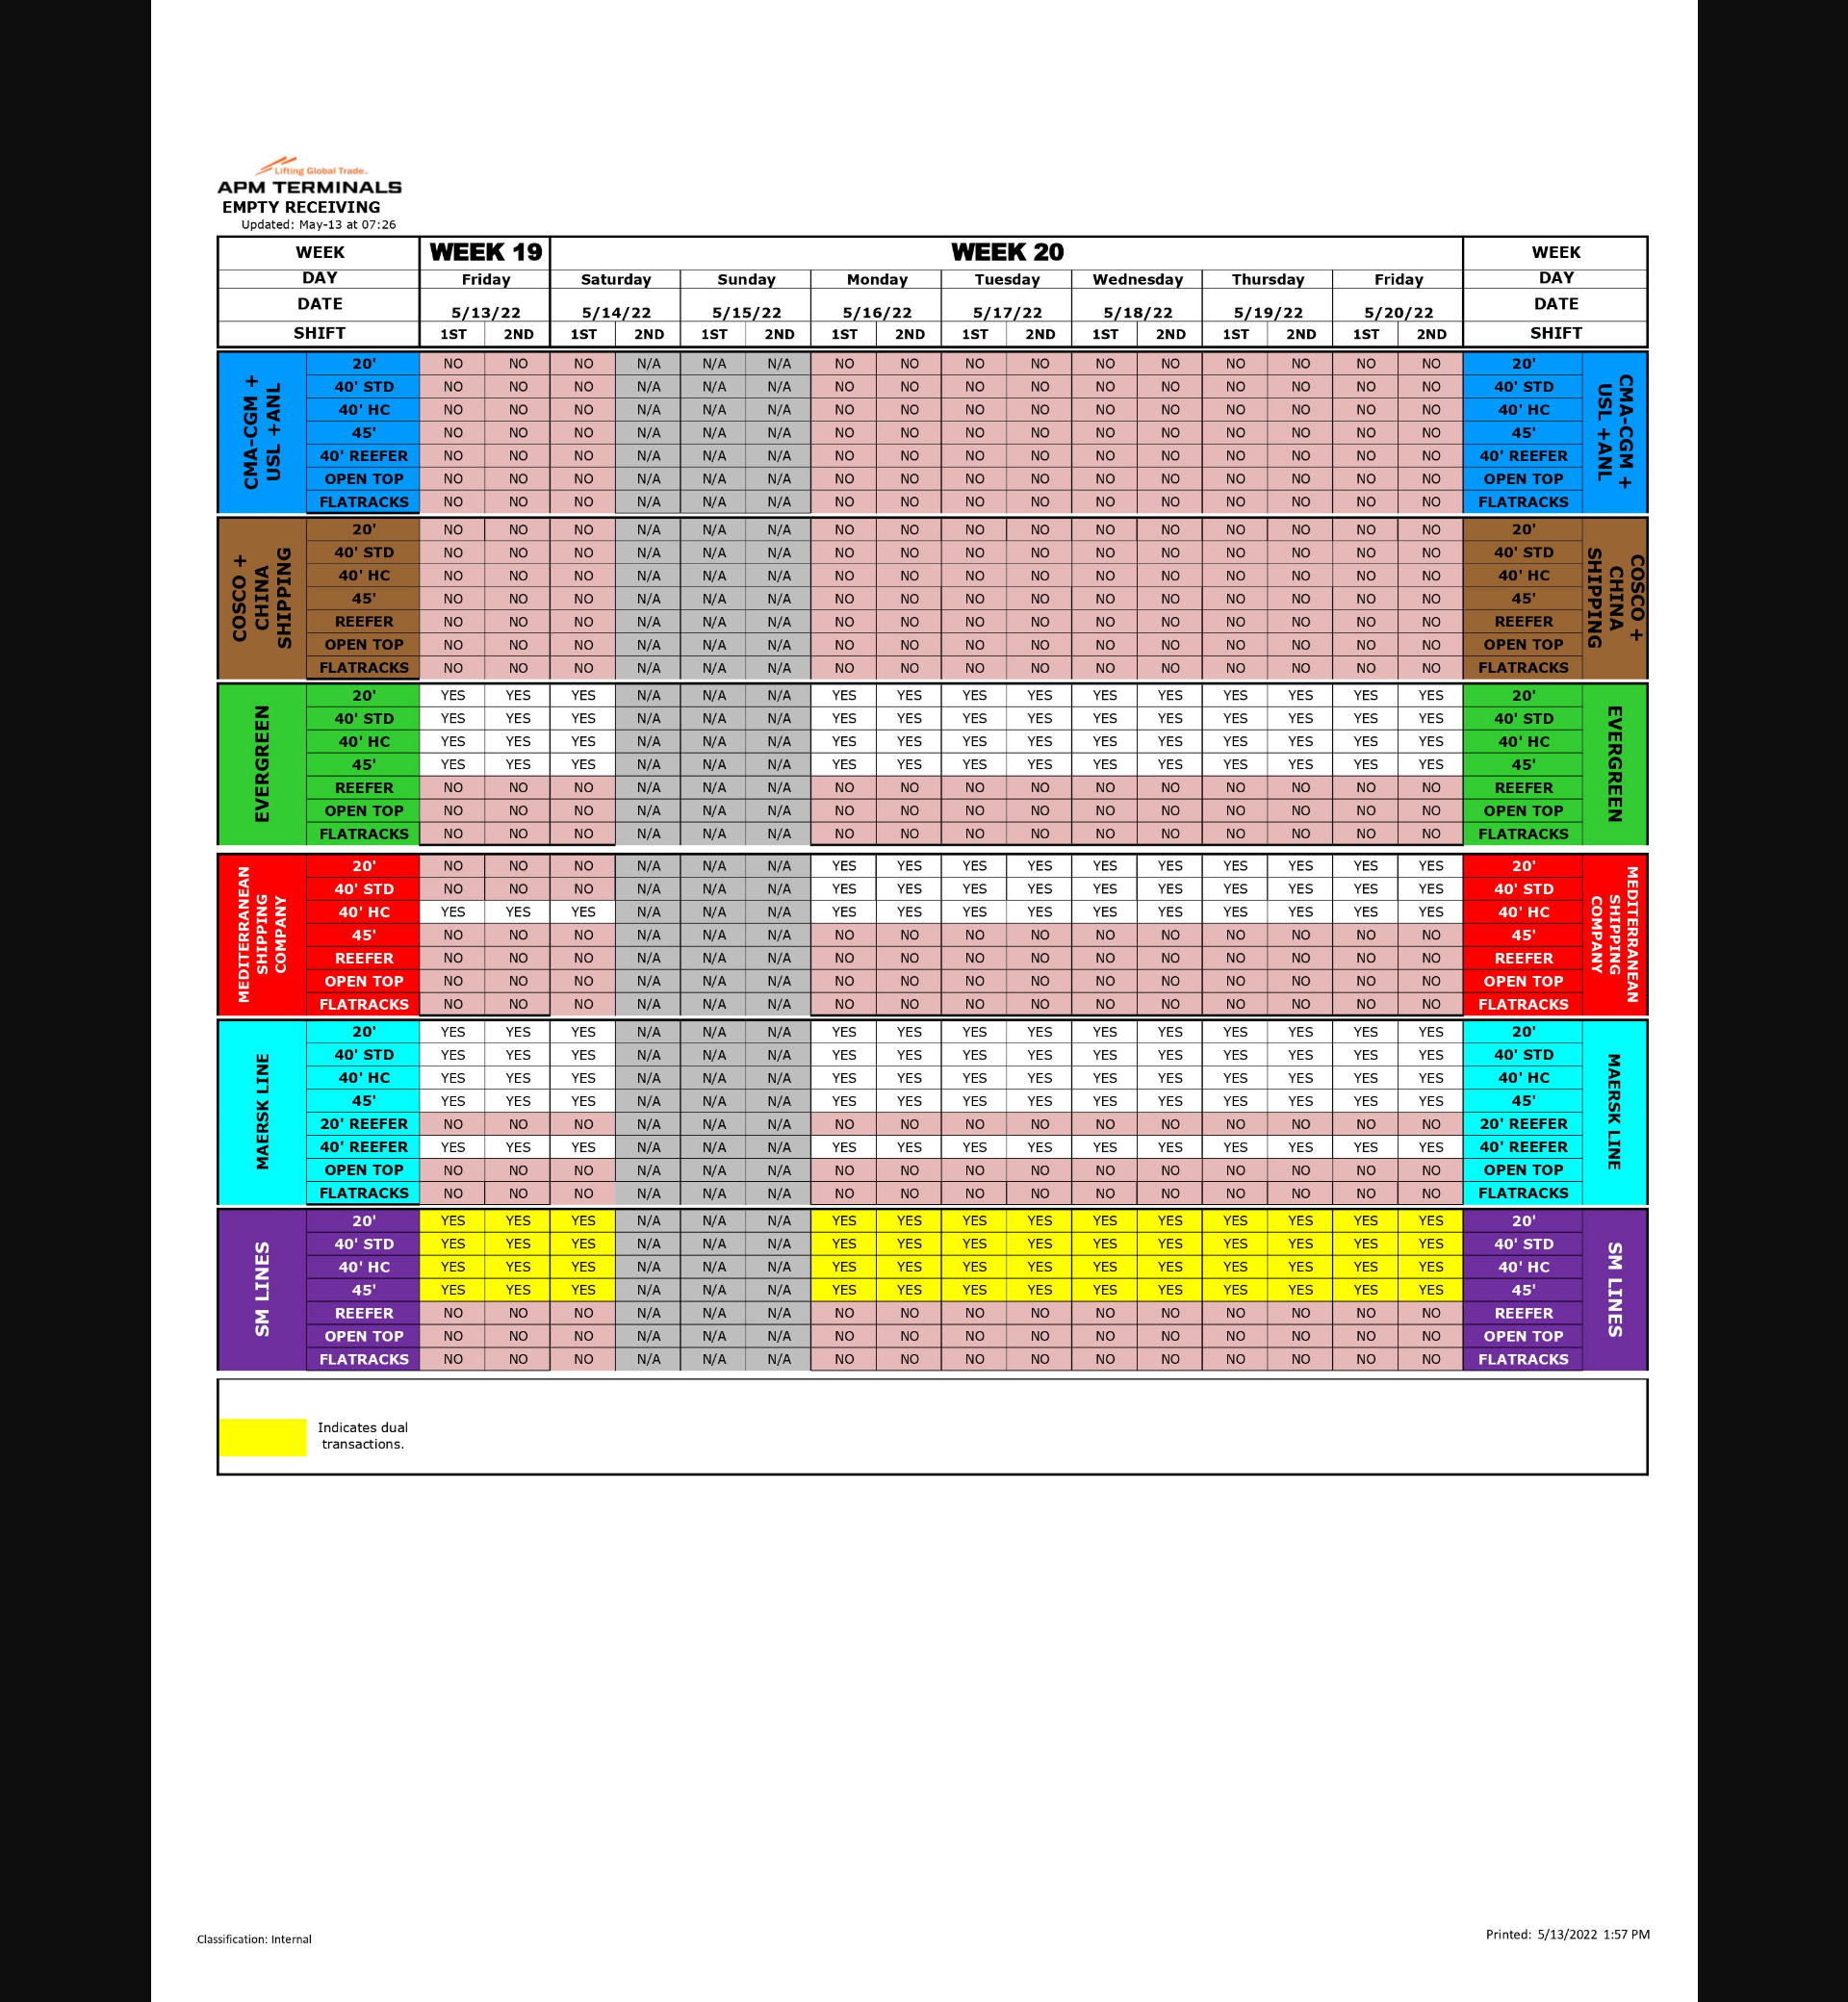 Lifting Global Trade.
APM TERMINALS
EMPTY RECEIVING
Updated: May-13 at 07:26
WEEK WEEK 19 WEEK 20 WEEK
DAY Friday Saturday Sunday Monday Tuesday Wednesday Thursday Friday DAY
DATE 5/13/22 5/14/22 5/15/22 5/16/22 5/17/22 5/18/22 5/19/22 5/20/22 DATE
SHIFT 1ST 2ND 1ST 2ND 1ST 2ND 1ST 2ND 1ST 2ND 1ST 2ND 1ST 2ND 1ST 2ND SHIFT
CMA-CGM +
USL +ANL
20' NO NO NO N/A N/A N/A NO NO NO NO NO NO NO NO NO NO 20'
40' STD NO NO NO N/A N/A N/A NO NO NO NO NO NO NO NO NO NO 40' STD
40' HC NO NO NO N/A N/A N/A NO NO NO NO NO NO NO NO NO NO 40' HC
45' NO NO NO N/A N/A N/A NO NO NO NO NO NO NO NO NO NO 45'
40' REEFER NO NO NO N/A N/A N/A NO NO NO NO NO NO NO NO NO NO 40' REEFER
OPEN TOP NO NO NO N/A N/A N/A NO NO NO NO NO NO NO NO NO NO OPEN TOP
FLATRACKS NO NO NO N/A N/A N/A NO NO NO NO NO NO NO NO NO NO FLATRACKS
CMA-CGM +
USL +ANL
COSCO +
CHINA
SHIPPING
20' NO NO NO N/A N/A N/A NO NO NO NO NO NO NO NO NO NO 20'
40' STD NO NO NO N/A N/A N/A NO NO NO NO NO NO NO NO NO NO 40' STD
40' HC NO NO NO N/A N/A N/A NO NO NO NO NO NO NO NO NO NO 40' HC
45' NO NO NO N/A N/A N/A NO NO NO NO NO NO NO NO NO NO 45'
REEFER NO NO NO N/A N/A N/A NO NO NO NO NO NO NO NO NO NO REEFER
OPEN TOP NO NO NO N/A N/A N/A NO NO NO NO NO NO NO NO NO NO OPEN TOP
FLATRACKS NO NO NO N/A N/A N/A NO NO NO NO NO NO NO NO NO NO FLATRACKS
COSCO +
CHINA
SHIPPING
EVERGREEN
20' YES YES YES N/A N/A N/A YES YES YES YES YES YES YES YES YES YES 20'
40' STD YES YES YES N/A N/A N/A YES YES YES YES YES YES YES YES YES YES 40' STD
40' HC YES YES YES N/A N/A N/A YES YES YES YES YES YES YES YES YES YES 40' HC
45' YES YES YES N/A N/A N/A YES YES YES YES YES YES YES YES YES YES 45'
REEFER NO NO NO N/A N/A N/A NO NO NO NO NO NO NO NO NO NO REEFER
OPEN TOP NO NO NO N/A N/A N/A NO NO NO NO NO NO NO NO NO NO OPEN TOP
FLATRACKS NO NO NO N/A N/A N/A NO NO NO NO NO NO NO NO NO NO FLATRACKS
EVERGREEN
MEDITERRANEAN
SHIPPING
COMPANY
20' NO NO NO N/A N/A N/A YES YES YES YES YES YES YES YES YES YES 20'
40' STD NO NO NO N/A N/A N/A YES YES YES YES YES YES YES YES YES YES 40' STD
40' HC YES YES YES N/A N/A N/A YES YES YES YES YES YES YES YES YES YES 40' HC
45' NO NO NO N/A N/A N/A NO NO NO NO NO NO NO NO NO NO 45'
REEFER NO NO NO N/A N/A N/A NO NO NO NO NO NO NO NO NO NO REEFER
OPEN TOP NO NO NO N/A N/A N/A NO NO NO NO NO NO NO NO NO NO OPEN TOP
FLATRACKS NO NO NO N/A N/A N/A NO NO NO NO NO NO NO NO NO NO FLATRACKS
MEDITERRANEAN
SHIPPING
COMPANY
MAERSK LINE
20' YES YES YES N/A N/A N/A YES YES YES YES YES YES YES YES YES YES 20'
40' STD YES YES YES N/A N/A N/A YES YES YES YES YES YES YES YES YES YES 40' STD
40' HC YES YES YES N/A N/A N/A YES YES YES YES YES YES YES YES YES YES 40' HC
45' YES YES YES N/A N/A N/A YES YES YES YES YES YES YES YES YES YES 45'
20' REEFER NO NO NO N/A N/A N/A NO NO NO NO NO NO NO NO NO NO 20' REEFER
40' REEFER YES YES YES N/A N/A N/A YES YES YES YES YES YES YES YES YES YES 40' REEFER
OPEN TOP NO NO NO N/A N/A N/A NO NO NO NO NO NO NO NO NO NO OPEN TOP
FLATRACKS NO NO NO N/A N/A N/A NO NO NO NO NO NO NO NO NO NO FLATRACKS
MAERSK LINE
SM LINES
20' YES YES YES N/A N/A N/A YES YES YES YES YES YES YES YES YES YES 20'
40' STD YES YES YES N/A N/A N/A YES YES YES YES YES YES YES YES YES YES 40' STD
40' HC YES YES YES N/A N/A N/A YES YES YES YES YES YES YES YES YES YES 40' HC
45' YES YES YES N/A N/A N/A YES YES YES YES YES YES YES YES YES YES 45'
REEFER NO NO NO N/A N/A N/A NO NO NO NO NO NO NO NO NO NO REEFER
OPEN TOP NO NO NO N/A N/A N/A NO NO NO NO NO NO NO NO NO NO OPEN TOP
FLATRACKS NO NO NO N/A N/A N/A NO NO NO NO NO NO NO NO NO NO FLATRACKS
SM LINES
Indicates dual
transactions.
Classification: Internal
Printed: 5/13/2022 1:57 PM